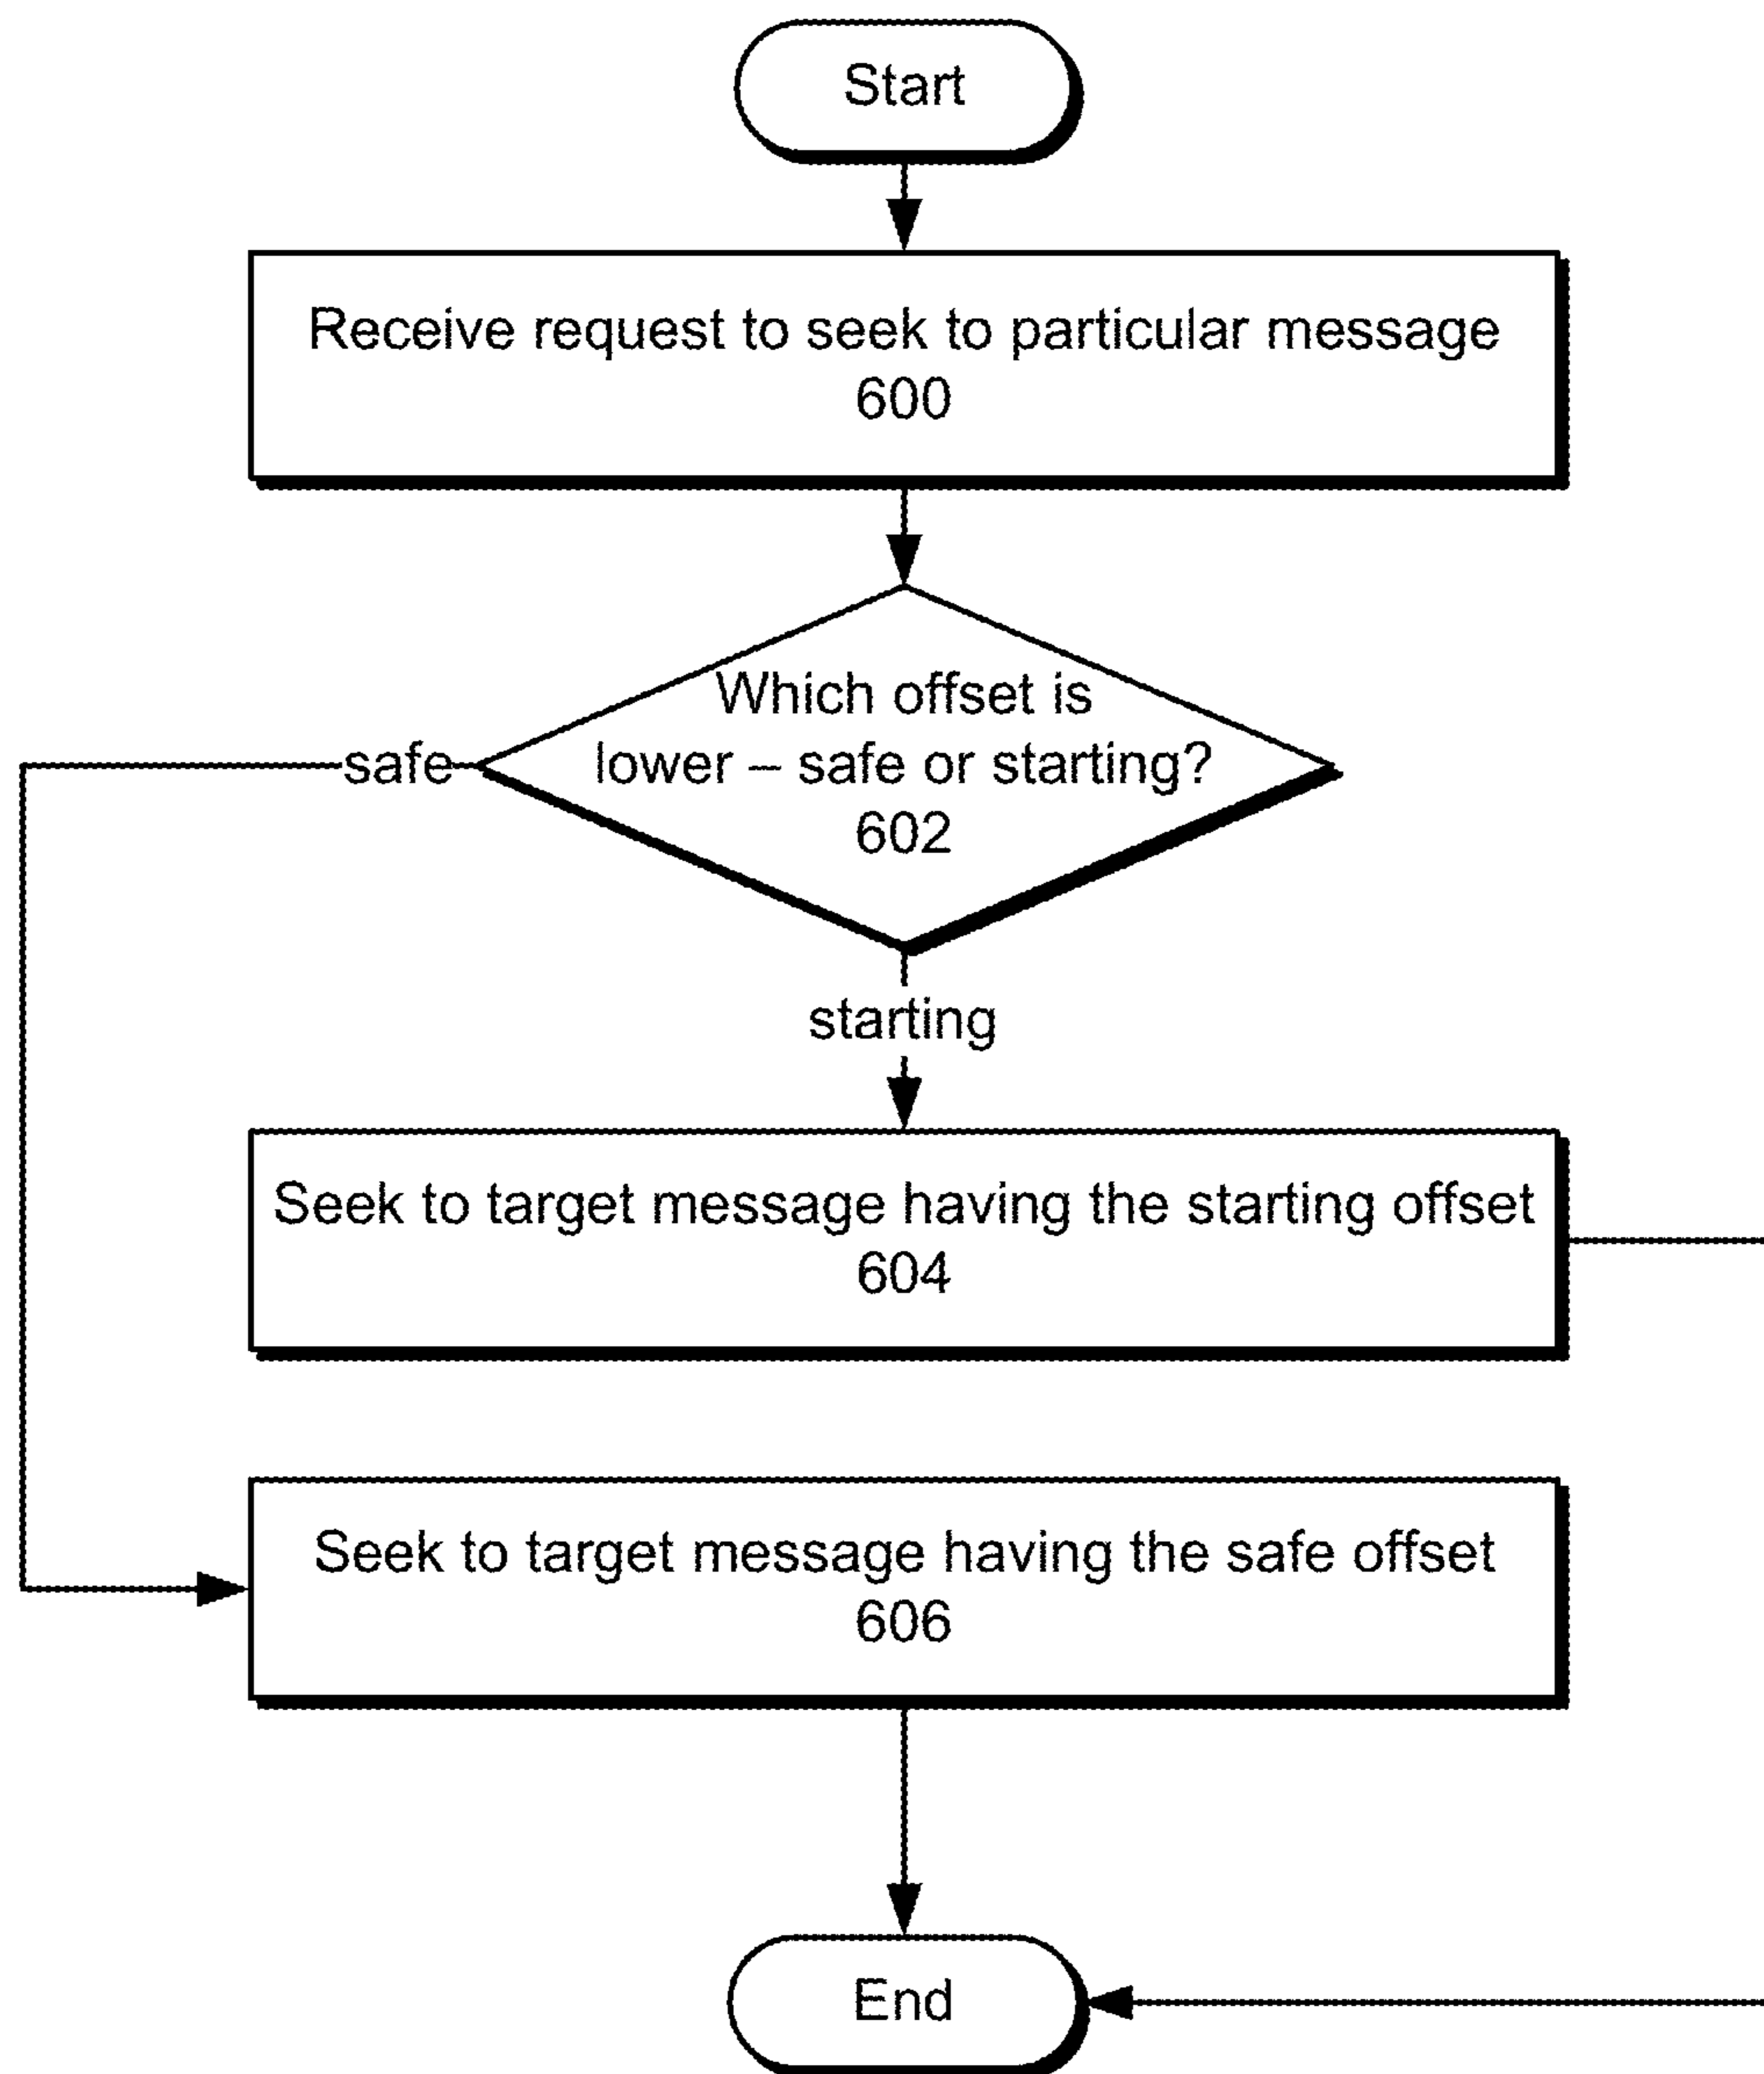 Start
Receive request to seek to particular message
600
Which offset is
lower – safe or starting?
602
safe
starting
Seek to target message having the starting offset
604
Seek to target message having the safe offset
606
End